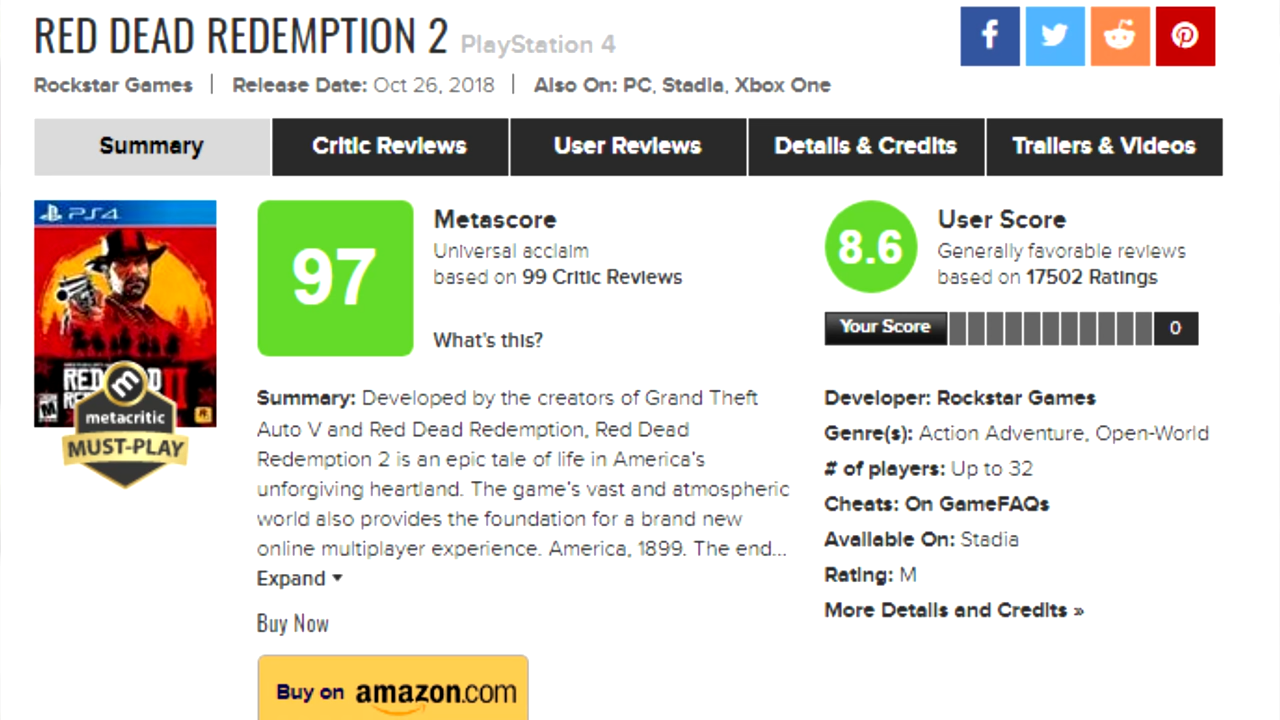 RED DEAD REDEMPTION 2 PlayStation 4
Rockstar Games | Release Date: Oct 26, 2018 | Also On: PC, Stadia, Xbox One
Summary
Critic Reviews
User Reviews
Details & Credits
Trailers & Videos
PS4
RED
metacritic
MUST-PLAY
97
Metascore
Universal acclaim
based on 99 Critic Reviews
What's this?
8.6
User Score
Generally favorable reviews
based on 17502 Ratings
Your Score
0
Summary: Developed by the creators of Grand Theft
Auto V and Red Dead Redemption, Red Dead
Redemption 2 is an epic tale of life in America's
unforgiving heartland. The game's vast and atmospheric
world also provides the foundation for a brand new
online multiplayer experience. America, 1899. The end...
Expand
Buy Now
Buy on amazon.com
Developer: Rockstar Games
Genre(s): Action Adventure, Open-World
# of players: Up to 32
Cheats: On GameFAQs
Available On: Stadia
Rating: M
More Details and Credits »